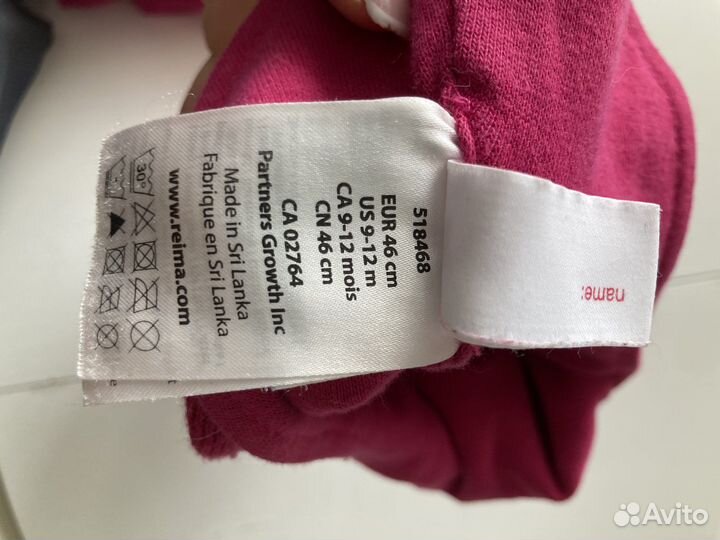 518468
EUR 46 cm
US 9-12 m
CA 9-12 mois
CN 46 cm
CA 02764
Partners Growth Inc
Made in Sri Lanka
Fabrique en Sri Lanka
www.reima.com
30°
name:
Avito